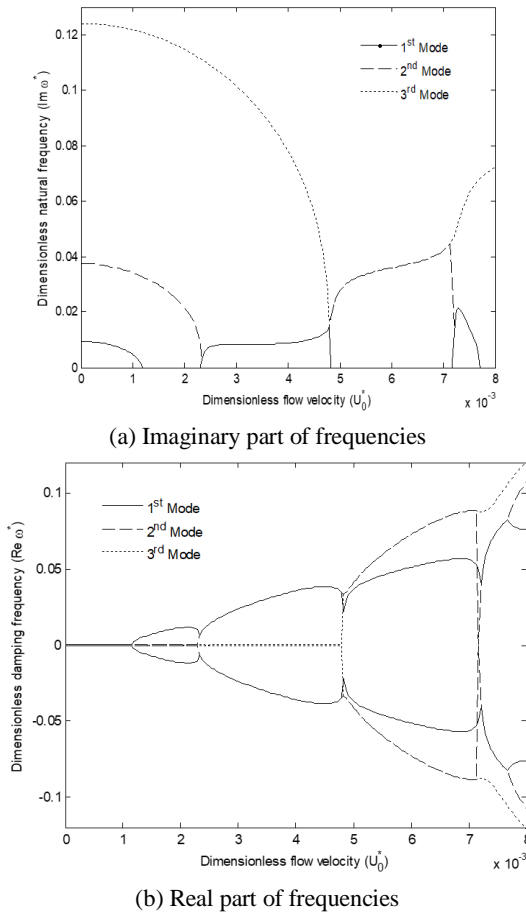 0.12
0.1
0.08
0.06
0.04
0.02
0
Dimensionless natural frequency (Im ω*)
1st Mode
2nd Mode
3rd Mode
0 1 2 3 4 5 6 7 8
Dimensionless flow velocity (U0*)
x 10-3
(a) Imaginary part of frequencies
0.1
0.05
0
-0.05
-0.1
Dimensionless damping frequency (Re ω*)
1st Mode
2nd Mode
3rd Mode
0 1 2 3 4 5 6 7 8
Dimensionless flow velocity (U0*)
x 10-3
(b) Real part of frequencies